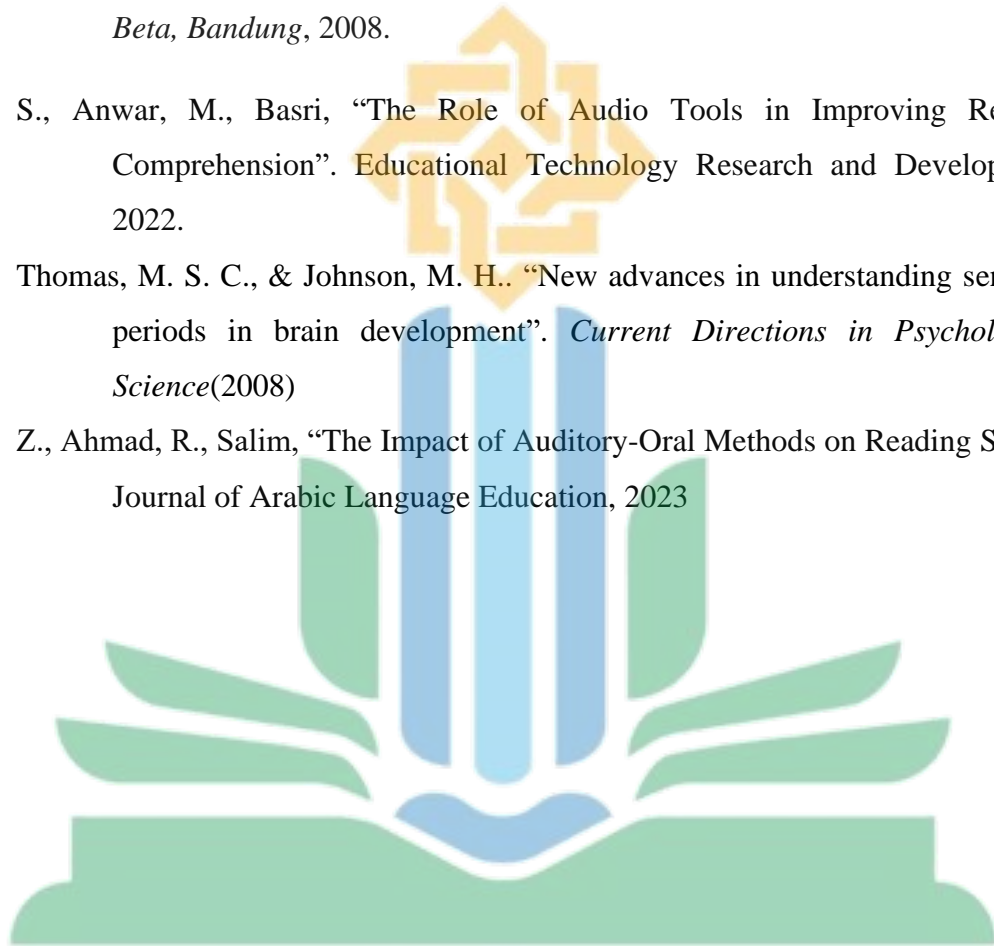 Beta, Bandung, 2008.
S., Anwar, M., Basri, “The Role of Audio Tools in Improving Re
Comprehension”. Educational Technology Research and Develop
2022.
Thomas, M. S. C., & Johnson, M. H.. “New advances in understanding ser
periods in brain development”. Current Directions in Psychol
Science(2008)
Z., Ahmad, R., Salim, “The Impact of Auditory-Oral Methods on Reading S
Journal of Arabic Language Education, 2023